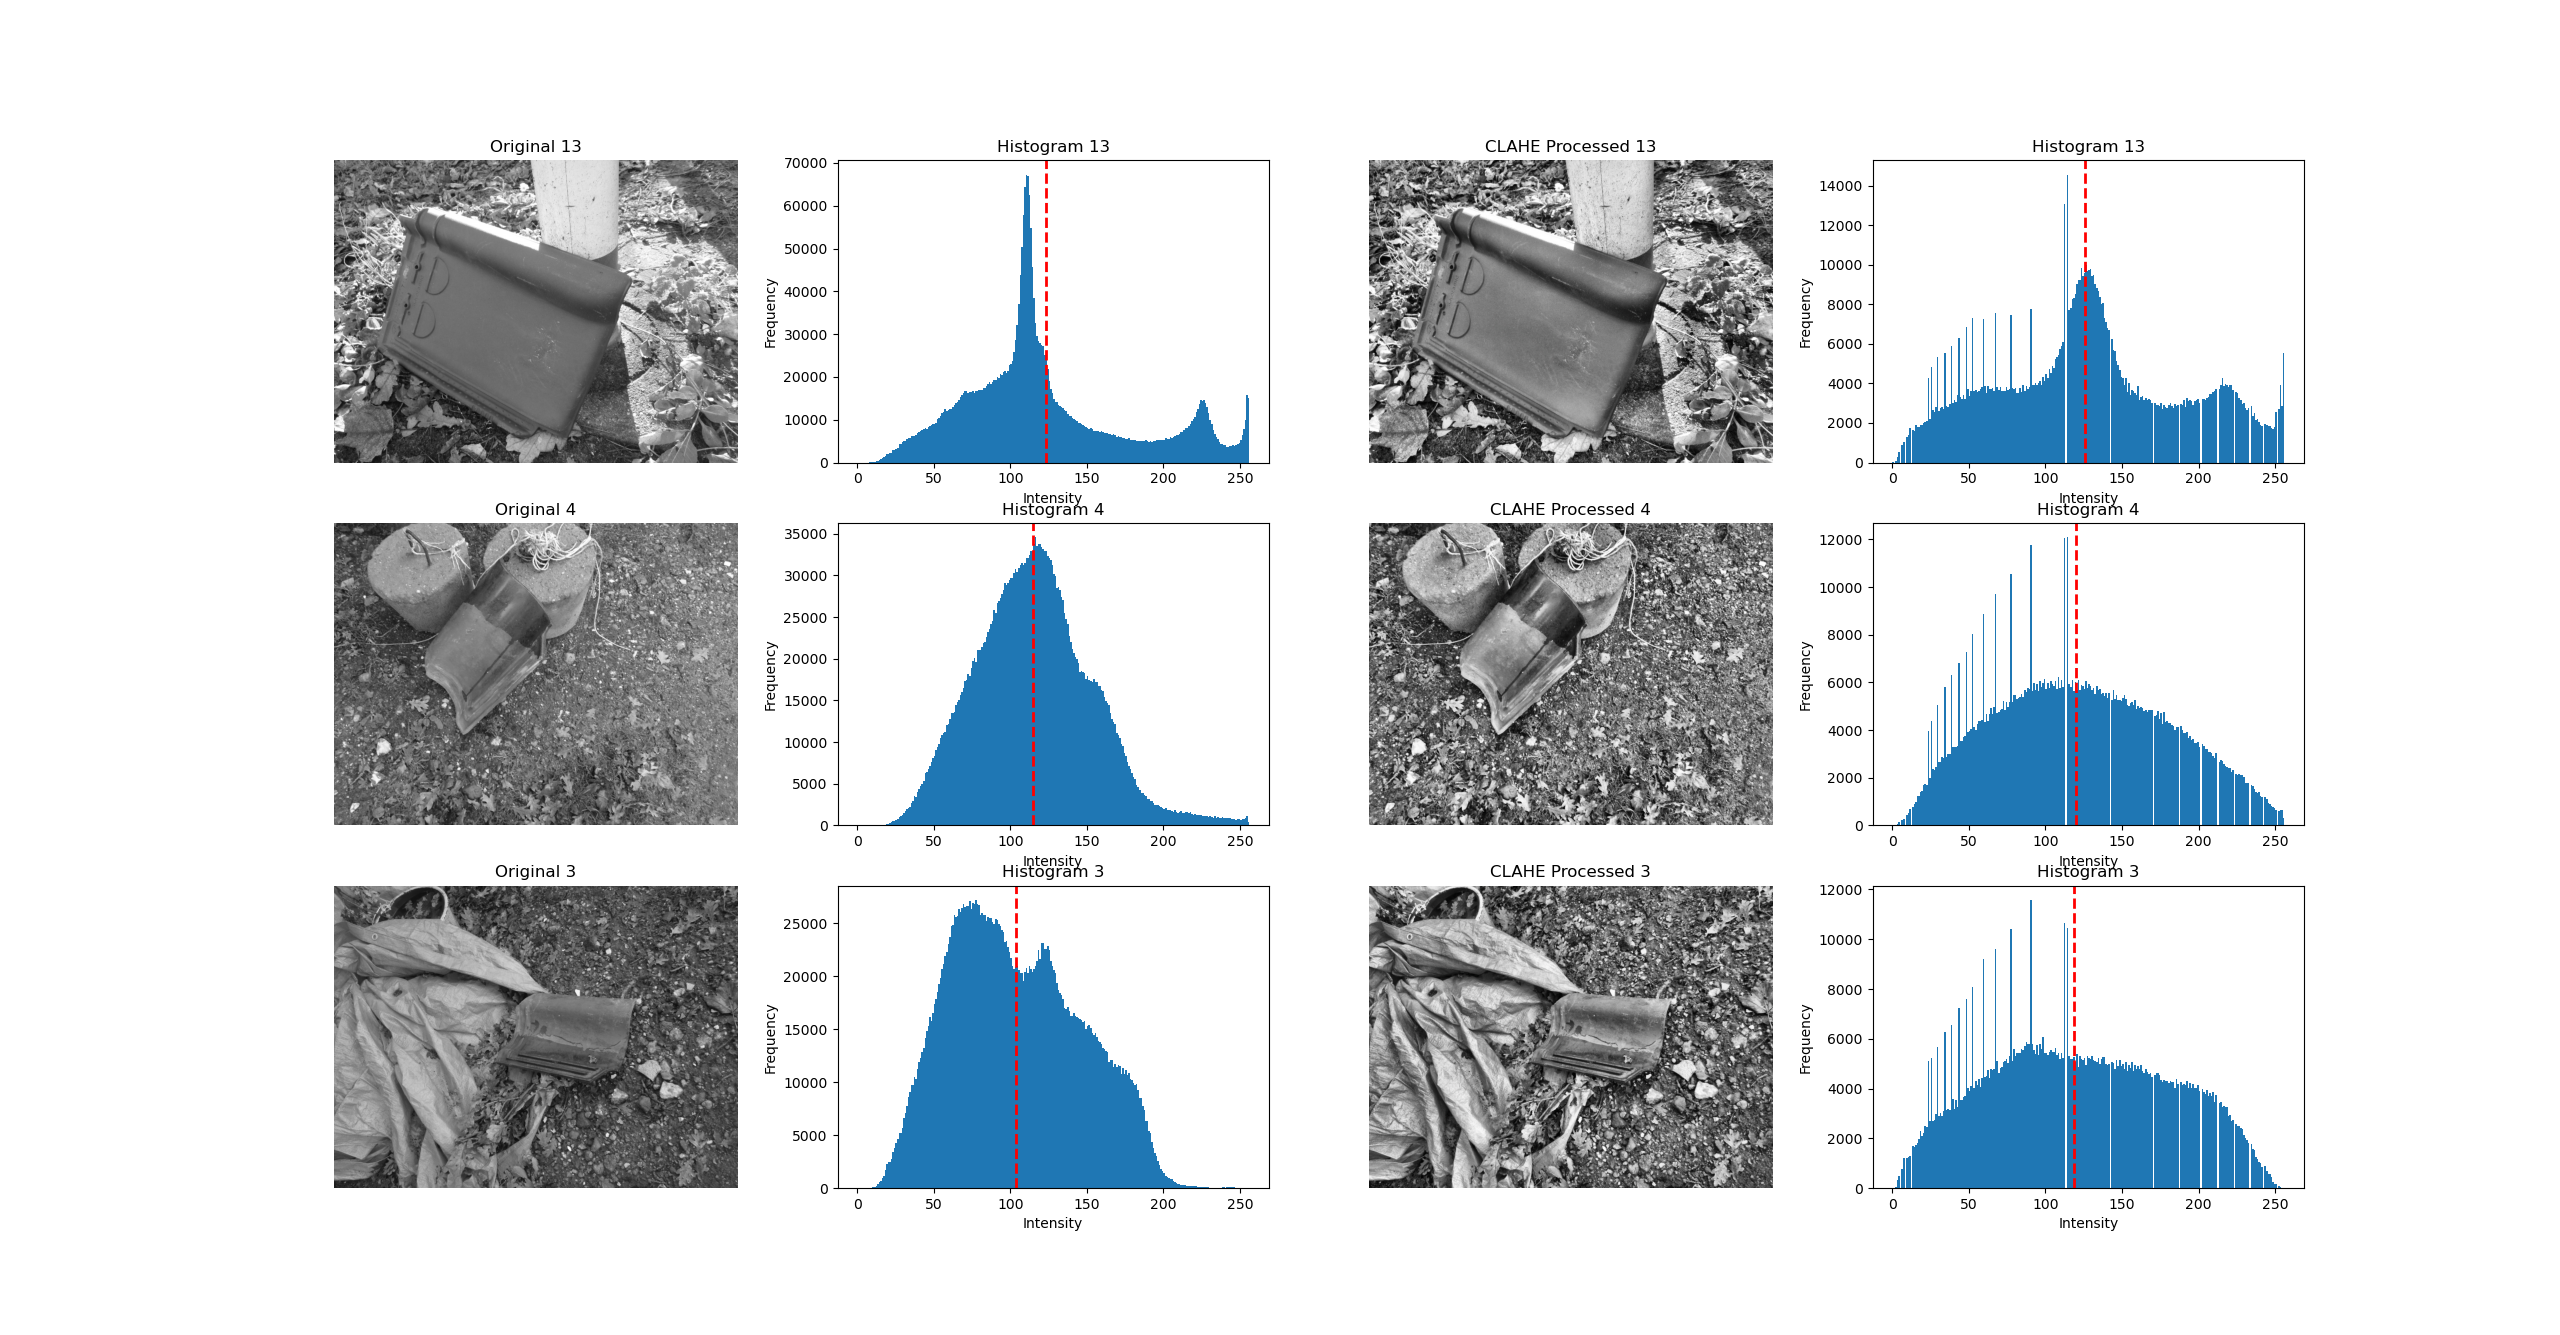 Original 13
Histogram 13
CLAHE Processed 13
Histogram 13
70000
60000
50000
40000
30000
20000
10000
0
Frequency
0 50 100 150 200 250
Intensity
14000
12000
10000
8000
6000
4000
2000
0
Frequency
0 50 100 150 200 250
Intensity
Original 4
Histogram 4
CLAHE Processed 4
Histogram 4
35000
30000
25000
20000
15000
10000
5000
0
Frequency
0 50 100 150 200 250
Intensity
12000
10000
8000
6000
4000
2000
0
Frequency
0 50 100 150 200 250
Intensity
Original 3
Histogram 3
CLAHE Processed 3
Histogram 3
25000
20000
15000
10000
5000
0
Frequency
0 50 100 150 200 250
Intensity
12000
10000
8000
6000
4000
2000
0
Frequency
0 50 100 150 200 250
Intensity